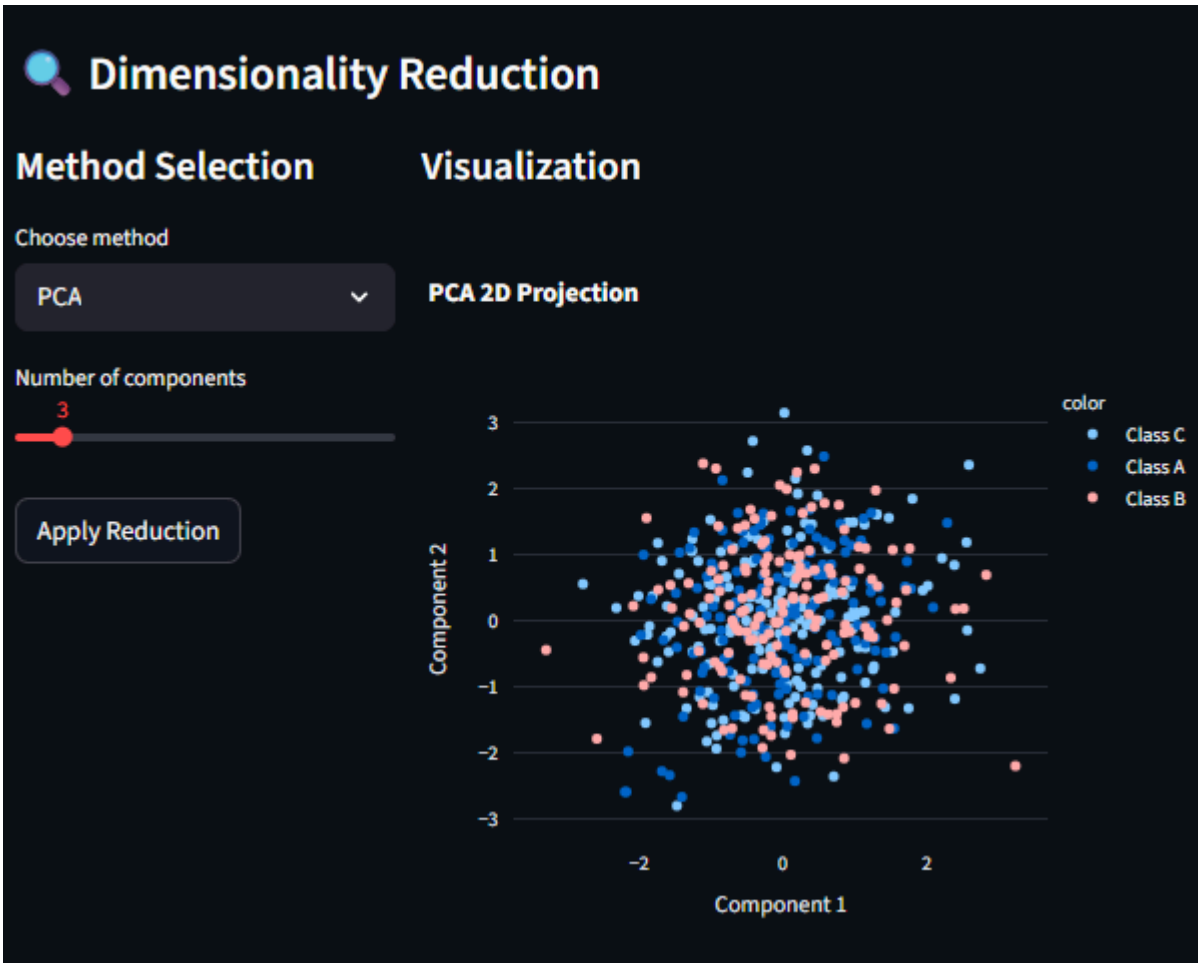 Dimensionality Reduction
Method Selection
Choose method
PCA
Number of components
3
Apply Reduction
Visualization
PCA 2D Projection
color
Class C
Class A
Class B
Component 2
3
2
1
0
−1
−2
−3
−2
0
2
Component 1